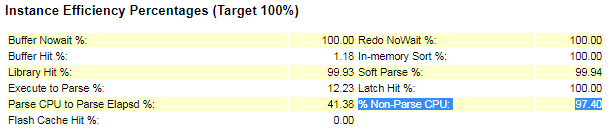 Instance Efficiency Percentages (Target 100%)
Buffer Nowait %: 100.00 Redo NoWait %: 100.00
Buffer Hit %: 1.18 In-memory Sort %: 100.00
Library Hit %: 99.93 Soft Parse %: 99.94
Execute to Parse %: 12.23 Latch Hit %: 100.00
Parse CPU to Parse Elapsd %: 41.38 % Non-Parse CPU: 97.40
Flash Cache Hit %: 0.00